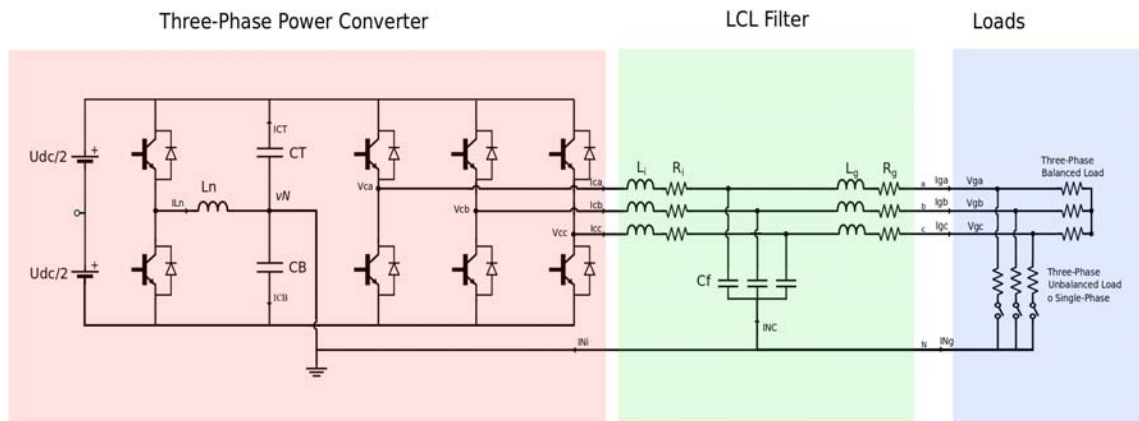 Three-Phase Power Converter
LCL Filter
Loads
Udc/2
+
Udc/2
+
Ln
ILn
vN
ICT
CT
CB
ICB
Vca
Vcb
Vcc
Ica
Icb
Icc
Li
Ri
Lg
Rg
Cf
INC
INi
a
b
c
N
Iga
Igb
Igc
INg
Vga
Vgb
Vgc
Three-Phase
Balanced Load
Three-Phase
Unbalanced Load
o Single-Phase